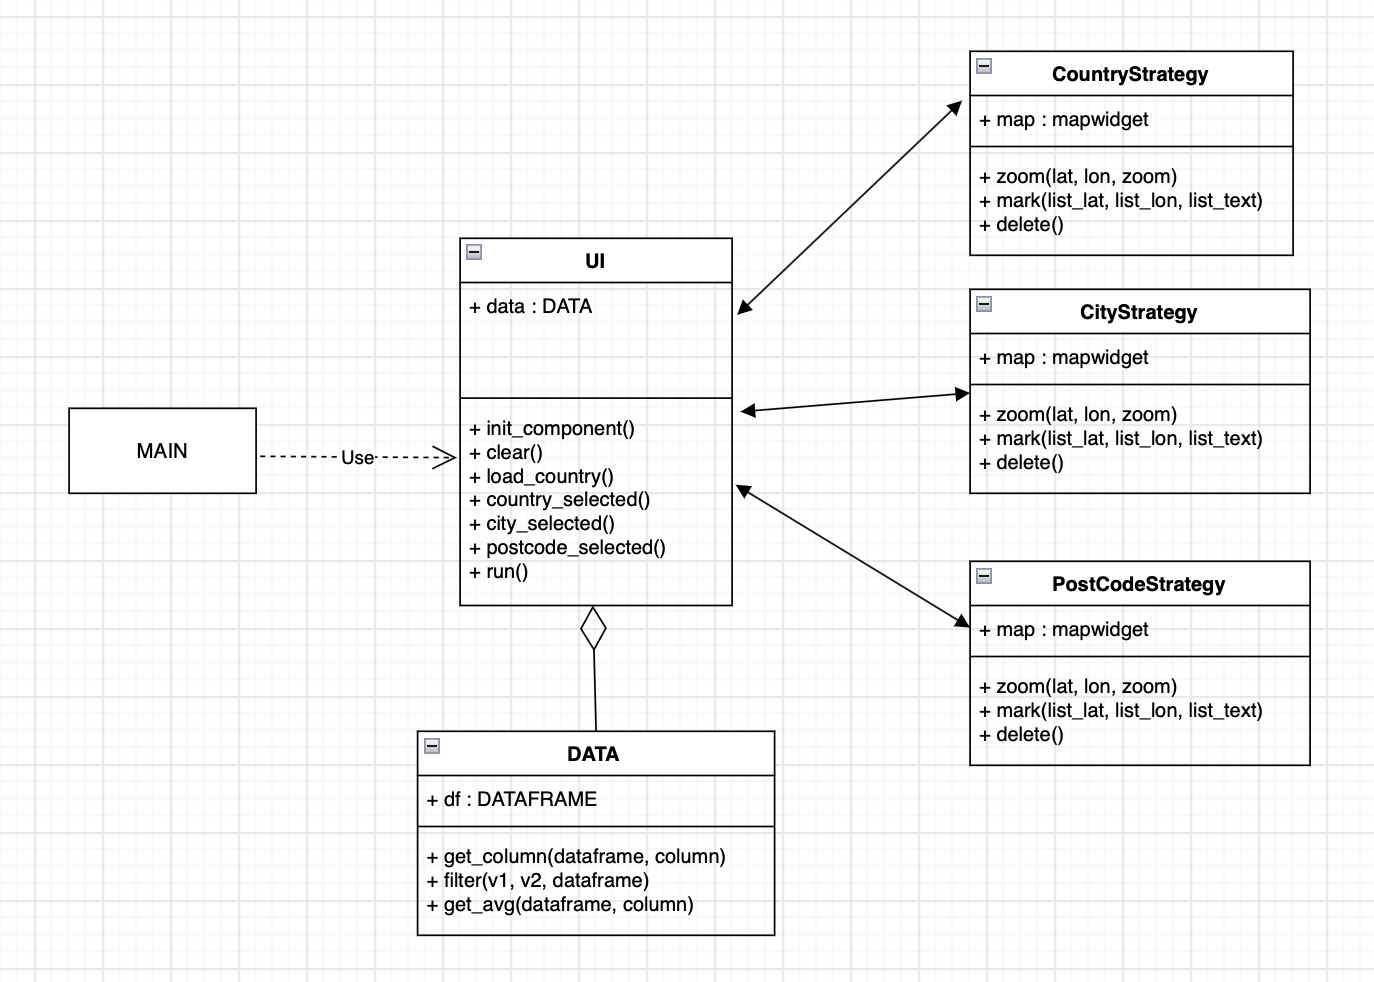 MAIN
Use
UI
+ data : DATA
+ init_component()
+ clear()
+ load_country()
+ country_selected()
+ city_selected()
+ postcode_selected()
+ run()
DATA
+ df : DATAFRAME
+ get_column(dataframe, column)
+ filter(v1, v2, dataframe)
+ get_avg(dataframe, column)
CountryStrategy
+ map : mapwidget
+ zoom(lat, lon, zoom)
+ mark(list_lat, list_lon, list_text)
+ delete()
CityStrategy
+ map : mapwidget
+ zoom(lat, lon, zoom)
+ mark(list_lat, list_lon, list_text)
+ delete()
PostCodeStrategy
+ map : mapwidget
+ zoom(lat, lon, zoom)
+ mark(list_lat, list_lon, list_text)
+ delete()